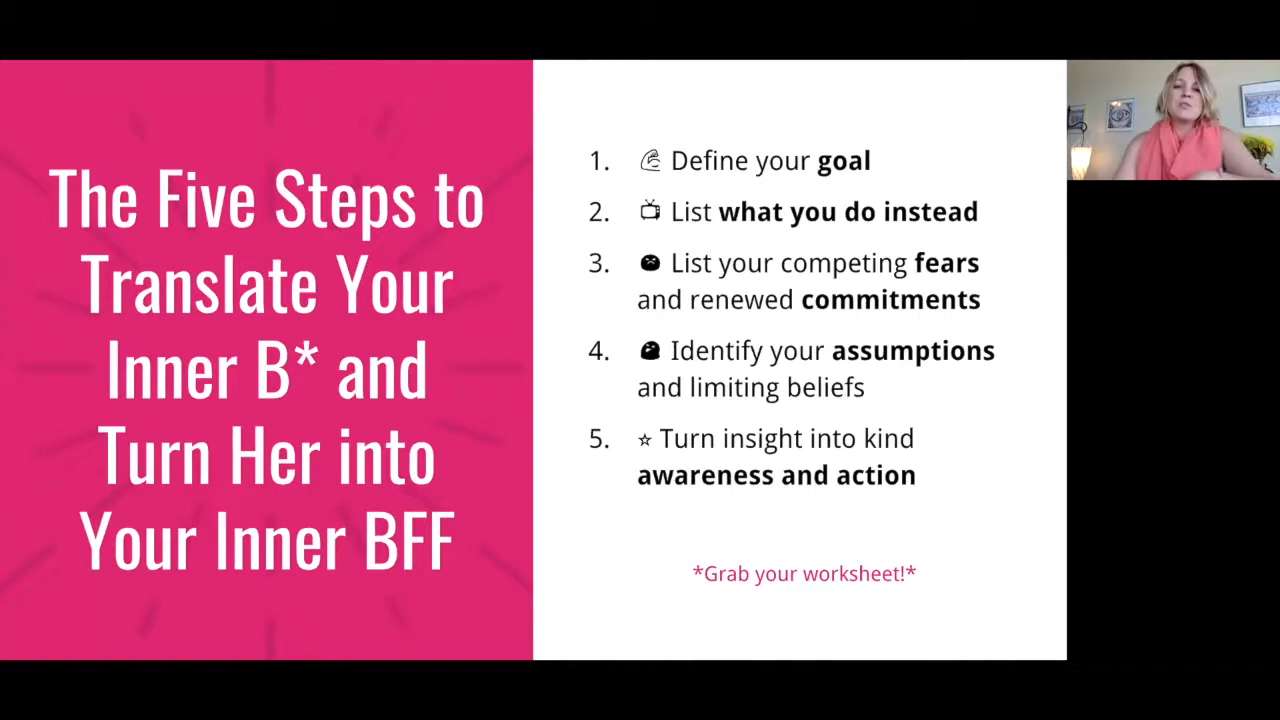 The Five Steps to
Translate Your
Inner B* and
Turn Her into
Your Inner BFF
1. Define your goal
2. List what you do instead
3. List your competing fears
and renewed commitments
4. Identify your assumptions
and limiting beliefs
5. Turn insight into kind
awareness and action
*Grab your worksheet!*